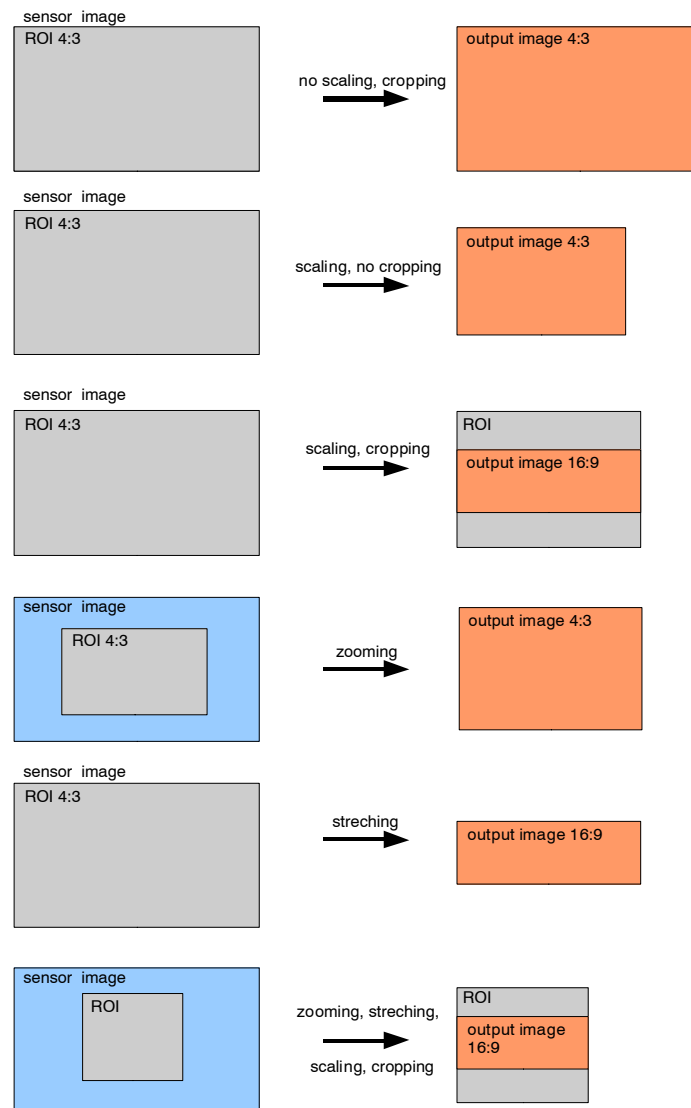 sensor image
ROI 4:3
no scaling, cropping
output image 4:3
sensor image
ROI 4:3
scaling, no cropping
output image 4:3
sensor image
ROI 4:3
scaling, cropping
ROI
output image 16:9
sensor image
ROI 4:3
zooming
output image 4:3
sensor image
ROI 4:3
streching
output image 16:9
sensor image
ROI
zooming, streching,
scaling, cropping
ROI
output image
16:9